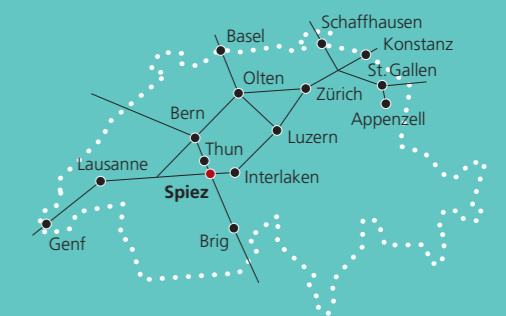 Schaffhausen
Basel
Konstanz
Olten
St. Gallen
Zürich
Appenzell
Bern
Luzern
Thun
Lausanne
Interlaken
Spiez
Brig
Genf